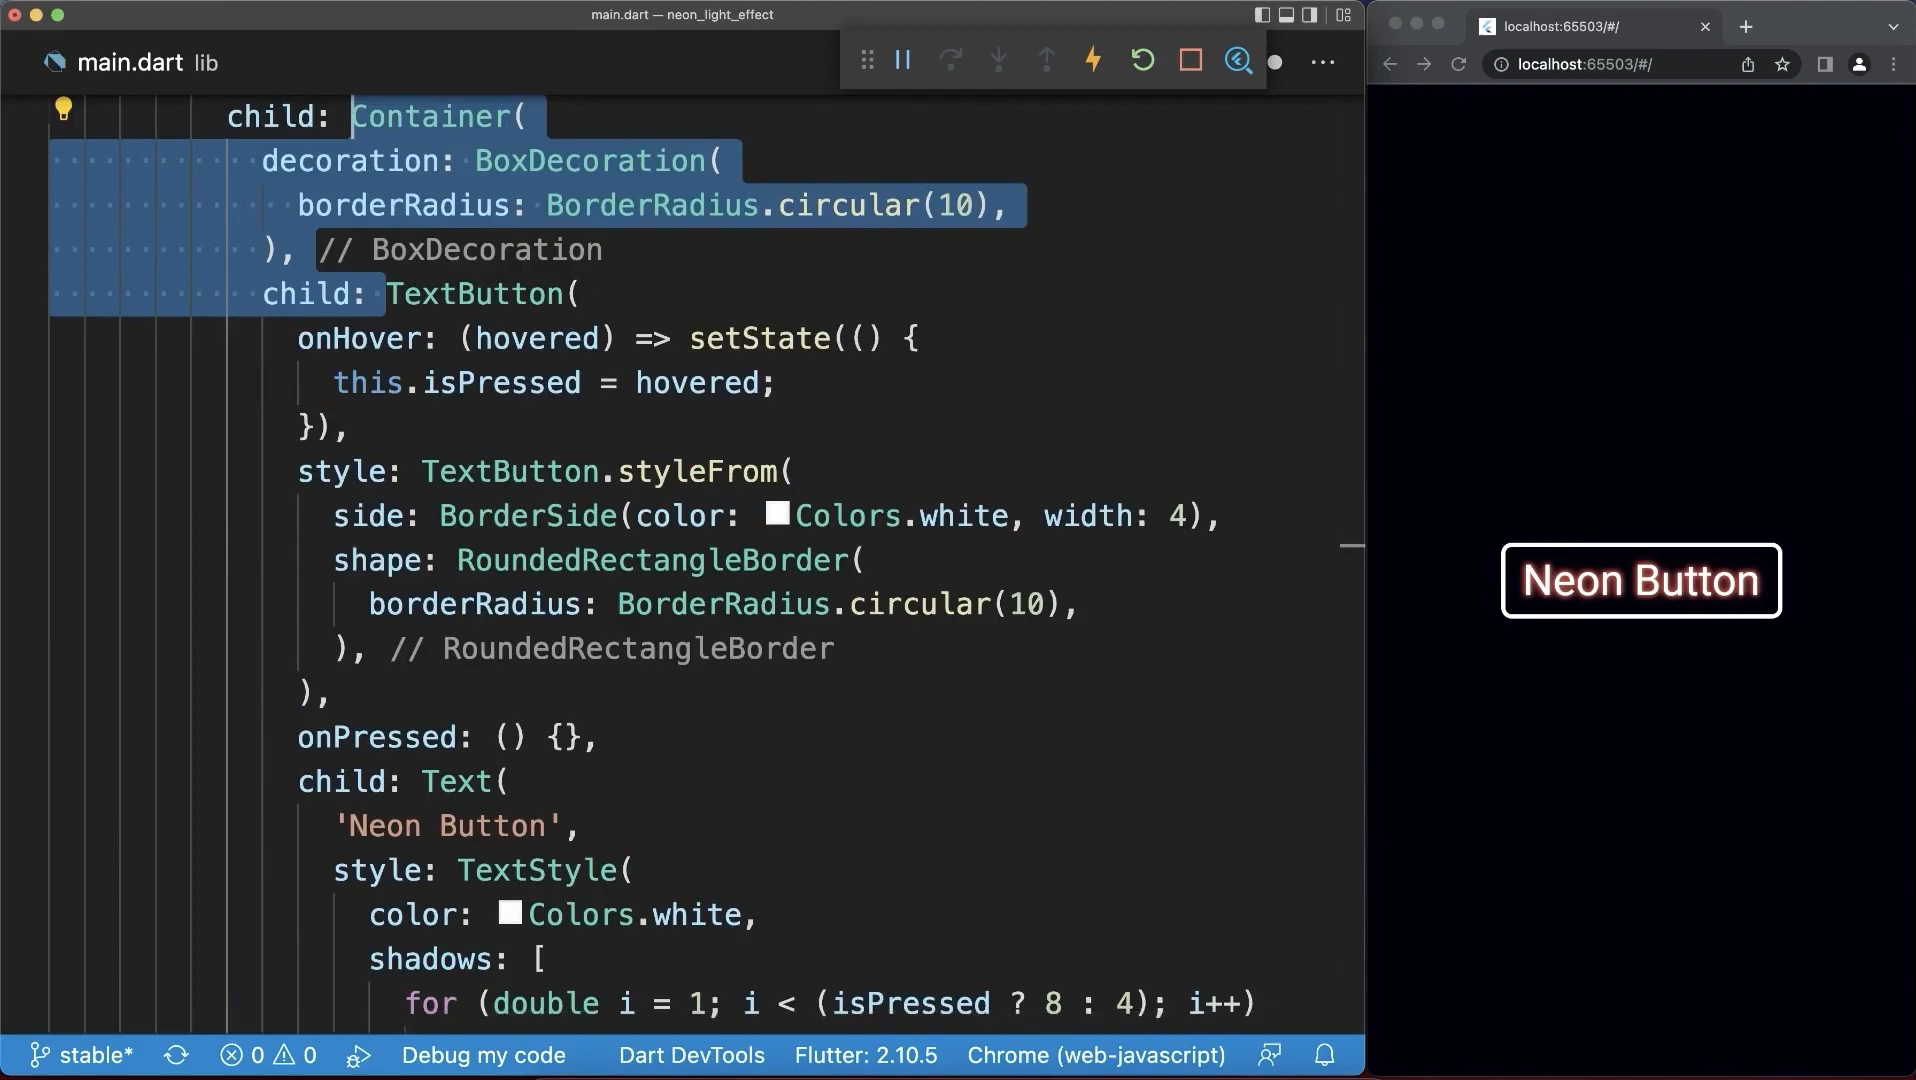 main.dart — neon_light_effect
main.dart lib
child: Container(
decoration: BoxDecoration(
borderRadius: BorderRadius.circular(10),
), // BoxDecoration
child: TextButton(
onHover: (hovered) => setState(() {
this.isPressed = hovered;
}),
style: TextButton.styleFrom(
side: BorderSide(color: Colors.white, width: 4),
shape: RoundedRectangleBorder(
borderRadius: BorderRadius.circular(10),
), // RoundedRectangleBorder
),
onPressed: () {},
child: Text(
'Neon Button',
style: TextStyle(
color: Colors.white,
shadows: [
for (double i = 1; i < (isPressed ? 8 : 4); i++)
stable* 0 0 Debug my code Dart DevTools Flutter: 2.10.5 Chrome (web-javascript)
localhost:65503/#/
localhost:65503/#/
Neon Button